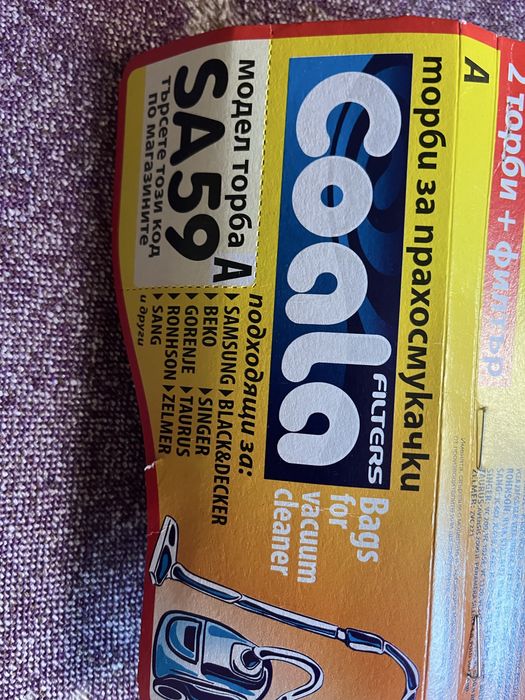 2 торби + филтър
A
торби за прахосмукачки
coala
FILTERS
Bags
for
vacuum
cleaner
модел торба A
SA59
търсете този код
по магазините
подходящи за:
▸ SAMSUNG ▸ BLACK&DECKER
▸ BEKO ▸ SINGER
▸ GORENJE ▸ TAURUS
▸ ROHNSON ▸ ZELMER
▸ SANG
и други